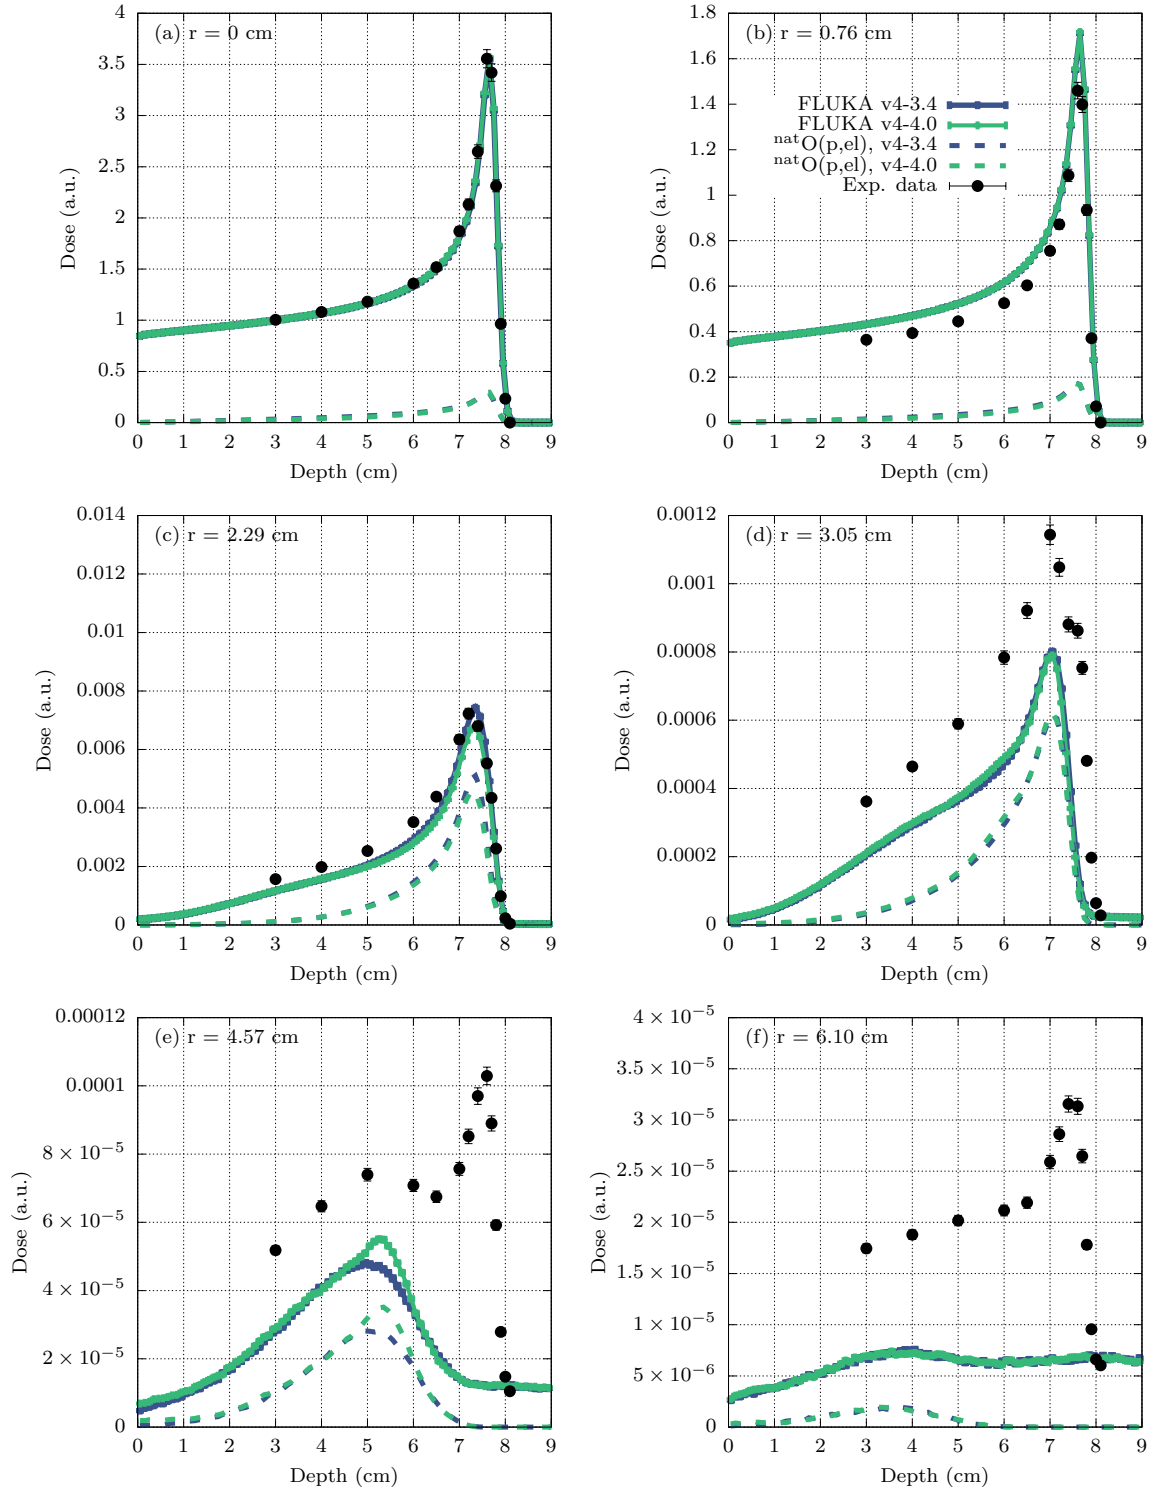 (a) r = 0 cm
Dose (a.u.)
4
3.5
3
2.5
2
1.5
1
0.5
0
0 1 2 3 4 5 6 7 8 9
Depth (cm)
(b) r = 0.76 cm
FLUKA v4-3.4
FLUKA v4-4.0
natO(p,el), v4-3.4
natO(p,el), v4-4.0
Exp. data
Dose (a.u.)
1.8
1.6
1.4
1.2
1
0.8
0.6
0.4
0.2
0
0 1 2 3 4 5 6 7 8 9
Depth (cm)
(c) r = 2.29 cm
Dose (a.u.)
0.014
0.012
0.01
0.008
0.006
0.004
0.002
0
0 1 2 3 4 5 6 7 8 9
Depth (cm)
(d) r = 3.05 cm
Dose (a.u.)
0.0012
0.001
0.0008
0.0006
0.0004
0.0002
0
0 1 2 3 4 5 6 7 8 9
Depth (cm)
(e) r = 4.57 cm
Dose (a.u.)
0.00012
0.0001
8 × 10⁻⁵
6 × 10⁻⁵
4 × 10⁻⁵
2 × 10⁻⁵
0
0 1 2 3 4 5 6 7 8 9
Depth (cm)
(f) r = 6.10 cm
Dose (a.u.)
4 × 10⁻⁵
3.5 × 10⁻⁵
3 × 10⁻⁵
2.5 × 10⁻⁵
2 × 10⁻⁵
1.5 × 10⁻⁵
1 × 10⁻⁵
5 × 10⁻⁶
0
0 1 2 3 4 5 6 7 8 9
Depth (cm)